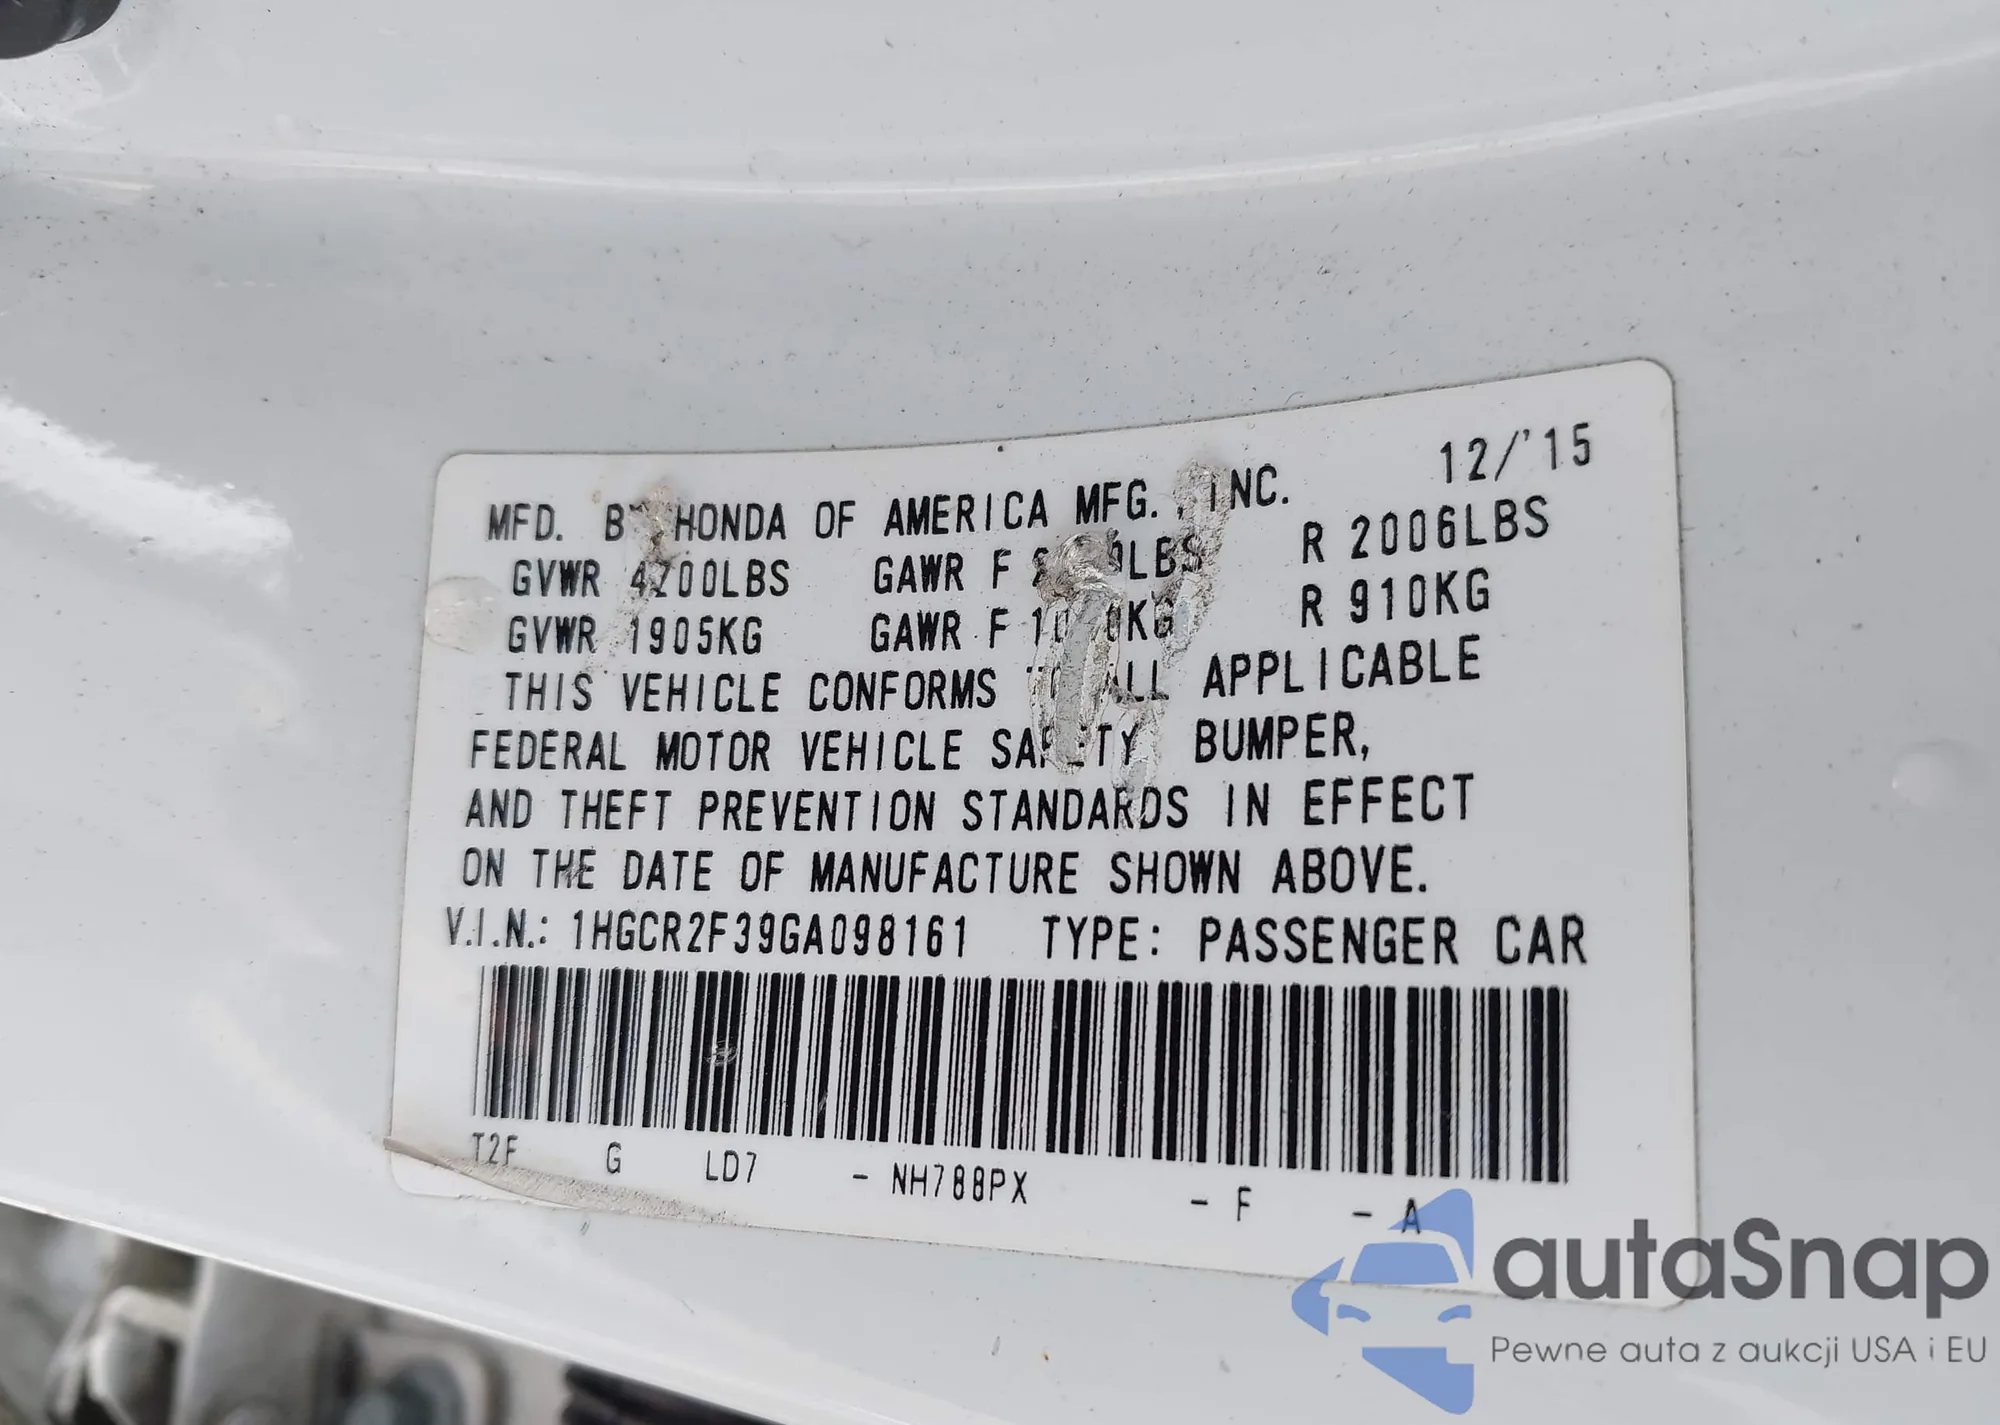 12/'15
MFD. BY HONDA OF AMERICA MFG., INC.
GVWR 4200LBS GAWR F R 2006LBS
GVWR 1905KG GAWR F R 910KG
THIS VEHICLE CONFORMS TO ALL APPLICABLE
FEDERAL MOTOR VEHICLE SAFETY, BUMPER,
AND THEFT PREVENTION STANDARDS IN EFFECT
ON THE DATE OF MANUFACTURE SHOWN ABOVE.
V.I.N.: 1HGCR2F39GA098161 TYPE: PASSENGER CAR
T2F G LD7 - NH788PX - F - A
autaSnap
Pewne auta z aukcji USA i EU